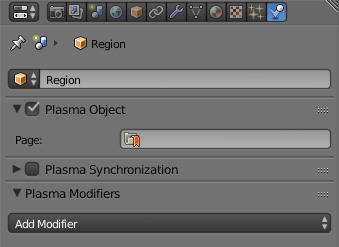 Region
Region
Plasma Object
Page:
Plasma Synchronization
Plasma Modifiers
Add Modifier